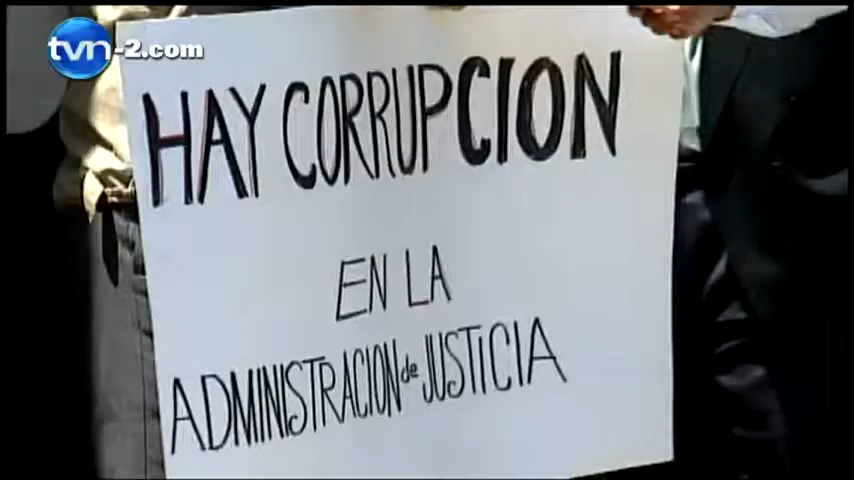 tvn-2.com
HAY CORRUPCION
EN LA
ADMINISTRACION de JUSTICIA